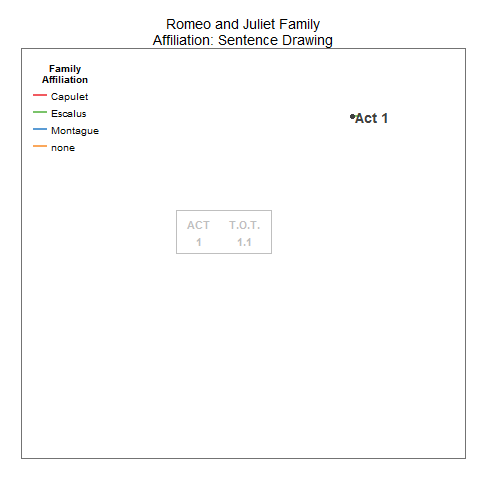 Romeo and Juliet Family
Affiliation: Sentence Drawing
Family
Affiliation
Capulet
Escalus
Montague
none
Act 1
ACT T.O.T.
1 1.1